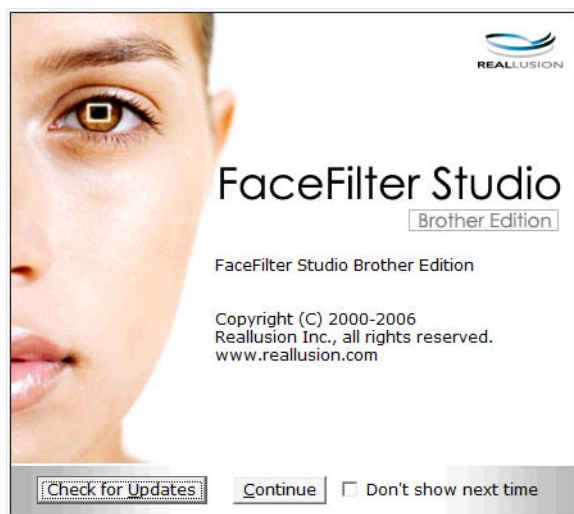 REALLUSION
FaceFilter Studio
Brother Edition
FaceFilter Studio Brother Edition
Copyright (C) 2000-2006
Reallusion Inc., all rights reserved.
www.reallusion.com
Check for Updates
Continue
Don't show next time